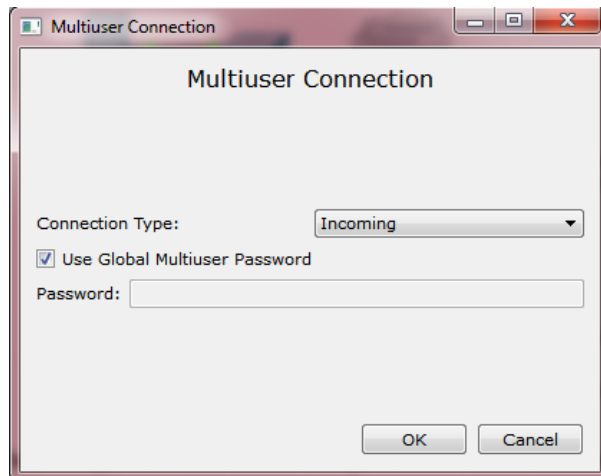 Multiuser Connection
Multiuser Connection
Connection Type: Incoming
Use Global Multiuser Password
Password:
OK Cancel